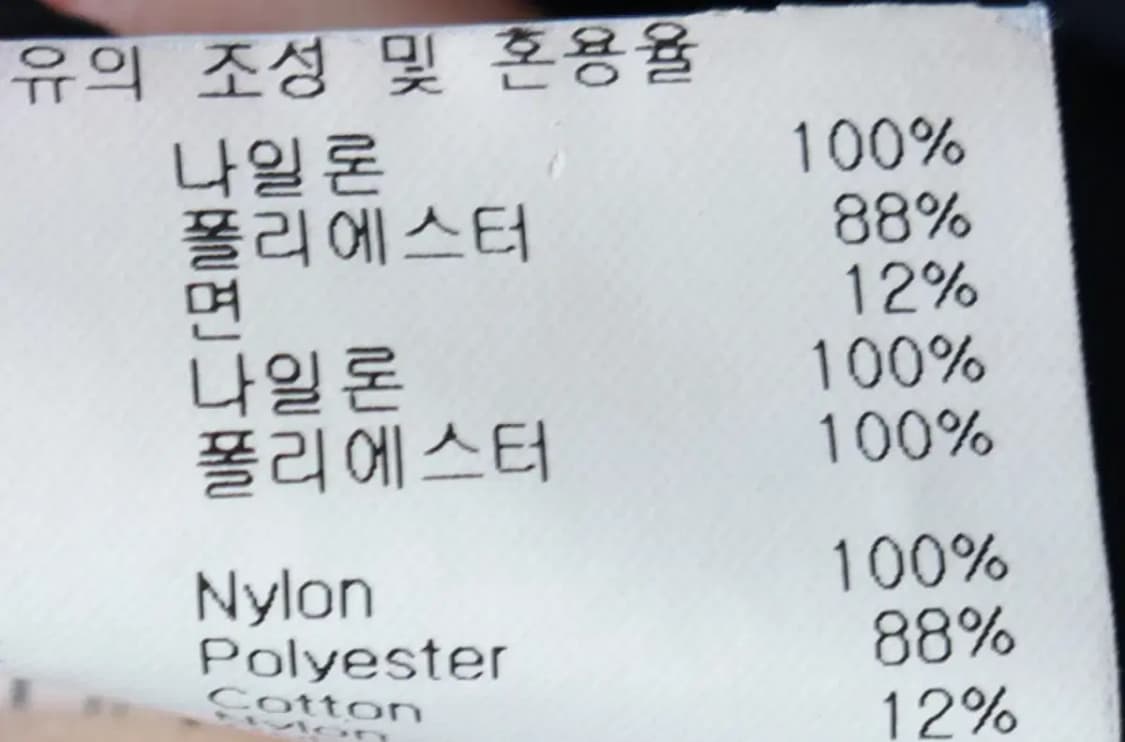 유의 조성 및 혼용율
나일론 100%
폴리에스터 88%
면 12%
나일론 100%
폴리에스터 100%
Nylon 100%
Polyester 88%
Cotton 12%
Nylon